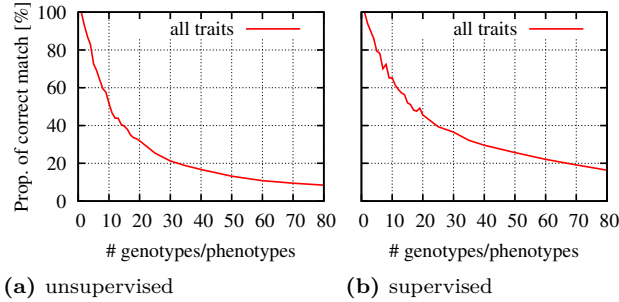 Prop. of correct match [%]
100
80
60
40
20
0
all traits
0 10 20 30 40 50 60 70 80
# genotypes/phenotypes
(a) unsupervised
all traits
0 10 20 30 40 50 60 70 80
# genotypes/phenotypes
(b) supervised